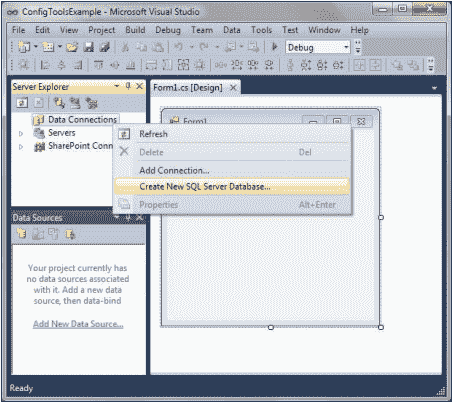 ConfigToolsExample - Microsoft Visual Studio
File Edit View Project Build Debug Team Data Tools Test Window Help
Debug
Server Explorer
Form1.cs [Design]
Data Connections
Servers
SharePoint Conn
Form1
Refresh
Delete Del
Add Connection...
Create New SQL Server Database...
Properties Alt+Enter
Data Sources
Your project currently has
no data sources associated
with it. Add a new data
source, then data-bind
Add New Data Source...
Ready